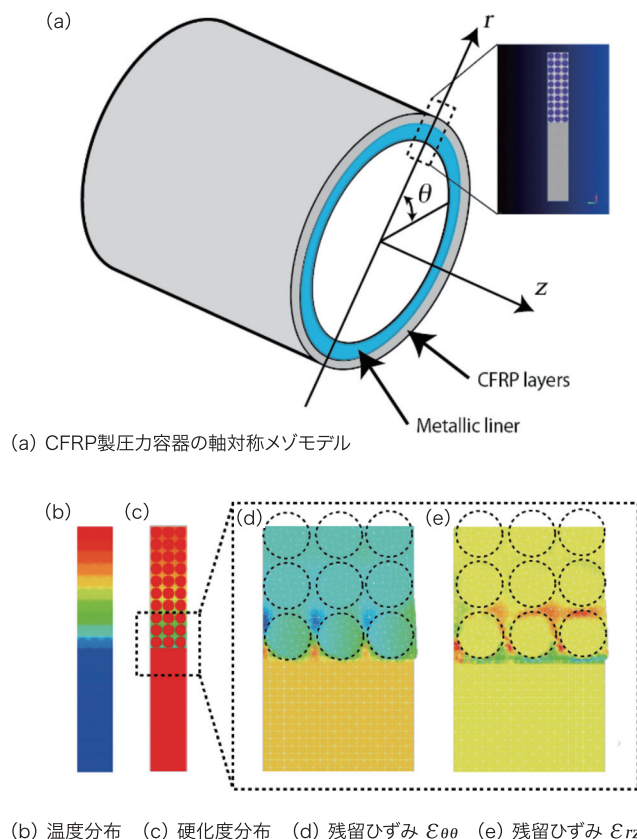 (a)
r
θ
z
CFRP layers
Metallic liner
(a) CFRP製圧力容器の軸対称メゾモデル
(b) (c) (d) (e)
(b) 温度分布 (c) 硬化度分布 (d) 残留ひずみ εθθ (e) 残留ひずみ εrz